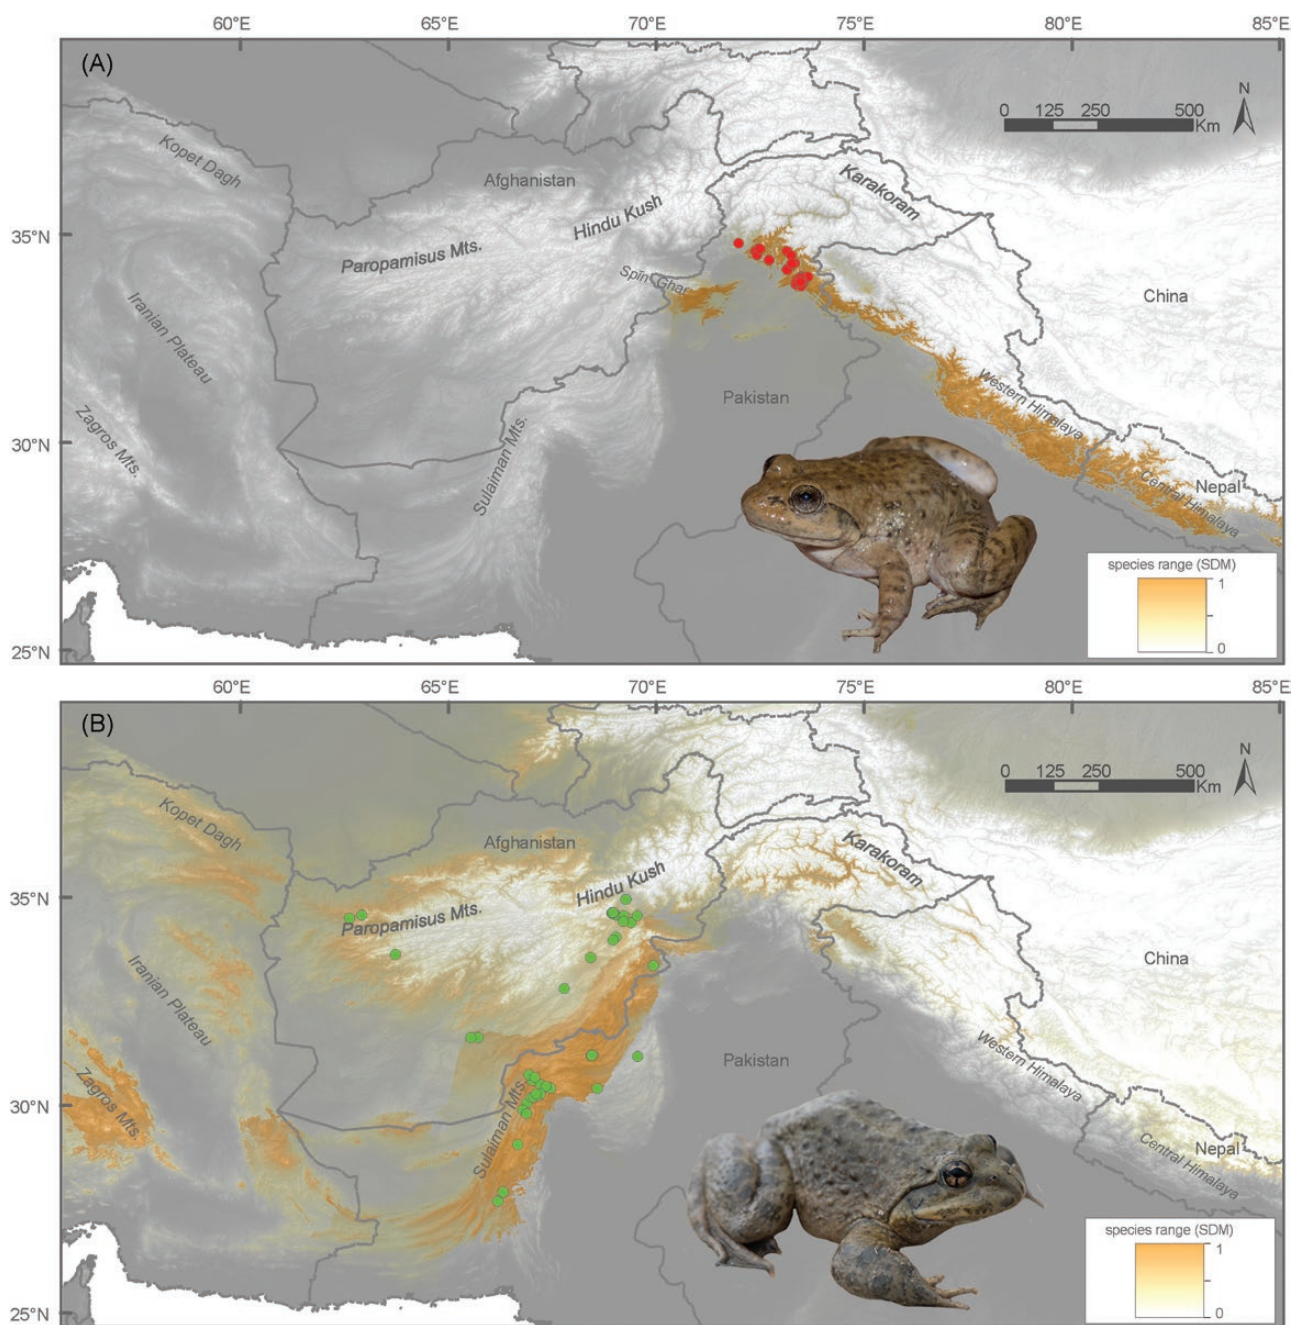 60°E 65°E 70°E 75°E 80°E 85°E
(A)
N
0 125 250 500
Km
Kopet Dagh
Afghanistan
Karakoram
Hindu Kush
35°N
Paropamisus Mts.
Spīn Ghar
Iranian Plateau
China
Pakistan
Western Himalaya
Zagros Mts.
Sulaiman Mts.
30°N
Nepal
Central Himalaya
species range (SDM)
1
0
25°N
60°E 65°E 70°E 75°E 80°E 85°E
(B)
N
0 125 250 500
Km
Kopet Dagh
Afghanistan
Karakoram
Hindu Kush
35°N
Paropamisus Mts.
Iranian Plateau
China
Pakistan
Western Himalaya
Zagros Mts.
Sulaiman Mts.
30°N
Nepal
Central Himalaya
species range (SDM)
1
0
25°N